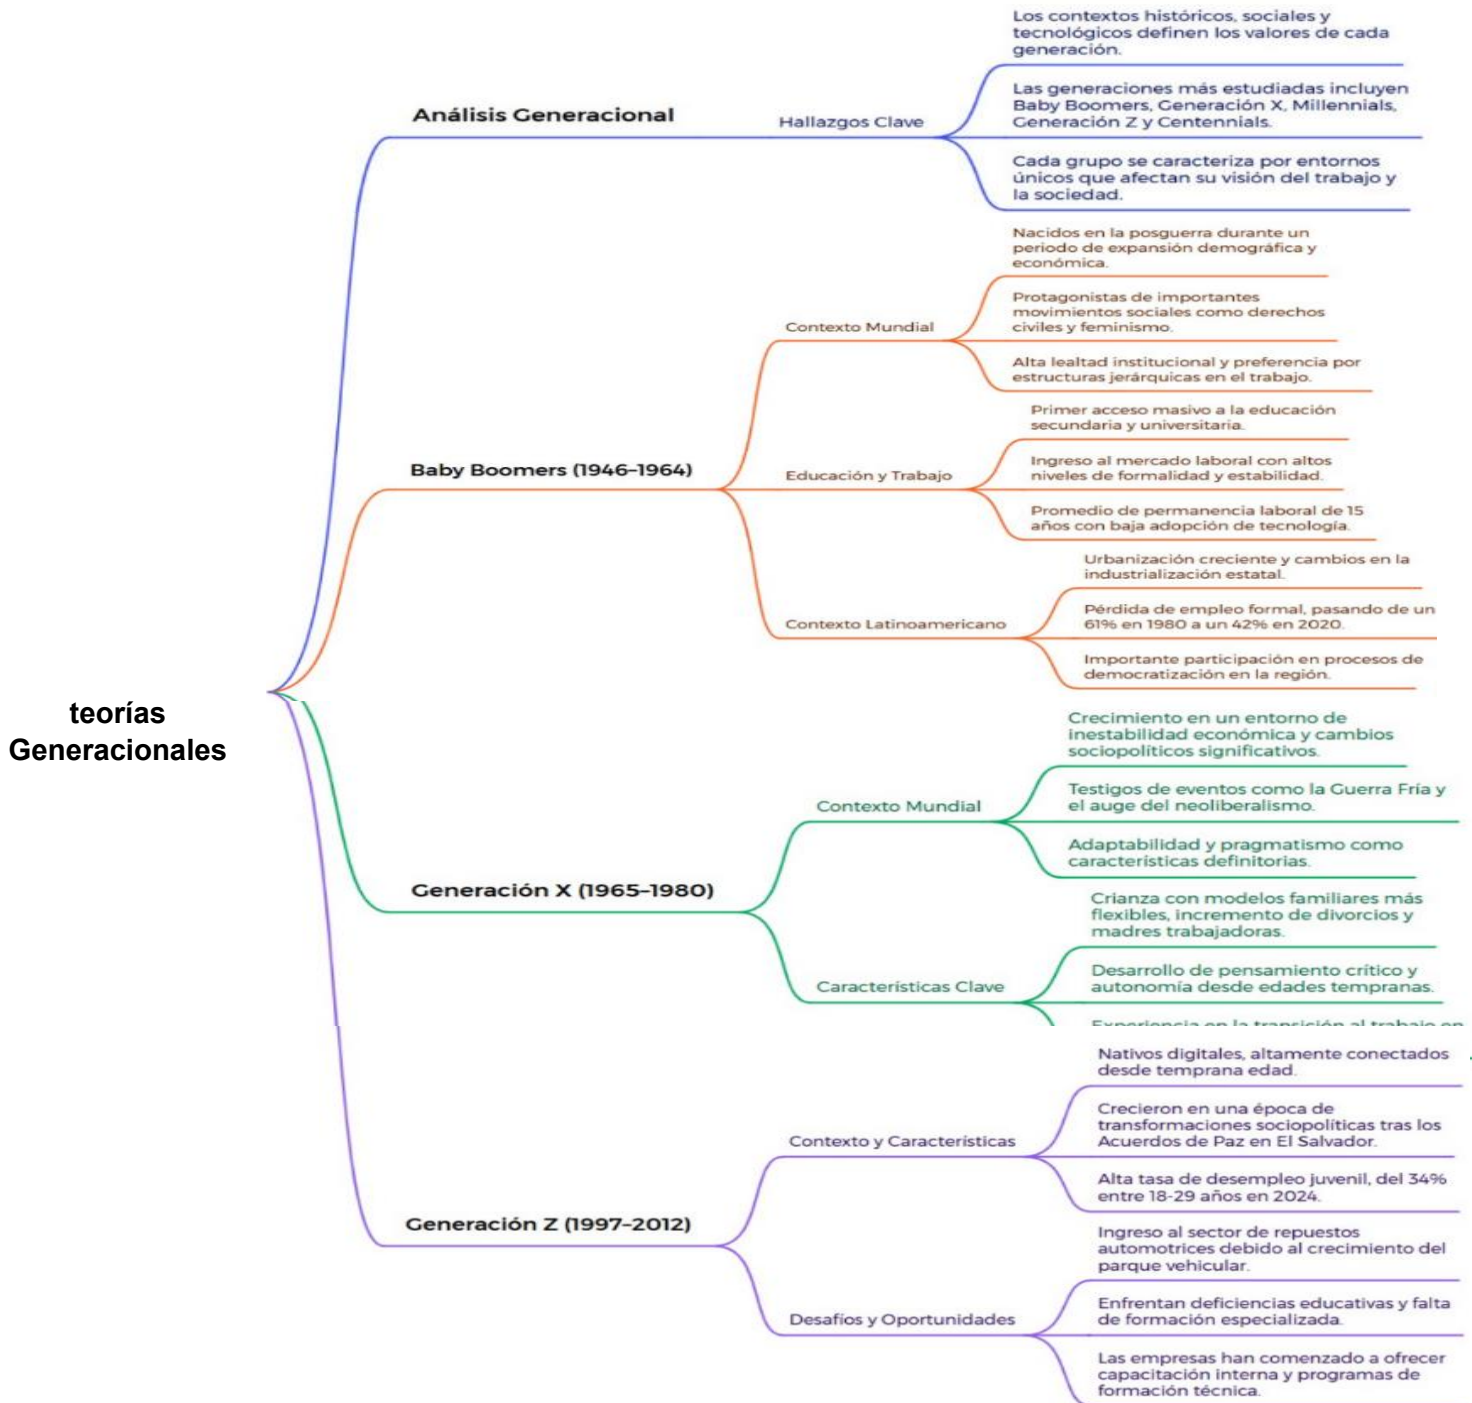 teorías
Generacionales
Análisis Generacional
Hallazgos Clave
Los contextos históricos, sociales y
tecnológicos definen los valores de cada
generación.
Las generaciones más estudiadas incluyen
Baby Boomers, Generación X, Millennials,
Generación Z y Centennials.
Cada grupo se caracteriza por entornos
únicos que afectan su visión del trabajo y
la sociedad.
Baby Boomers (1946–1964)
Contexto Mundial
Nacidos en la posguerra durante un
periodo de expansión demográfica y
económica.
Protagonistas de importantes
movimientos sociales como derechos
civiles y feminismo.
Alta lealtad institucional y preferencia por
estructuras jerárquicas en el trabajo.
Educación y Trabajo
Primer acceso masivo a la educación
secundaria y universitaria.
Ingreso al mercado laboral con altos
niveles de formalidad y estabilidad.
Promedio de permanencia laboral de 15
años con baja adopción de tecnología.
Contexto Latinoamericano
Urbanización creciente y cambios en la
industrialización estatal.
Pérdida de empleo formal, pasando de un
61% en 1980 a un 42% en 2020.
Importante participación en procesos de
democratización en la región.
Generación X (1965–1980)
Contexto Mundial
Crecimiento en un entorno de
inestabilidad económica y cambios
sociopolíticos significativos.
Testigos de eventos como la Guerra Fría y
el auge del neoliberalismo.
Adaptabilidad y pragmatismo como
características definitorias.
Características Clave
Crianza con modelos familiares más
flexibles, incremento de divorcios y
madres trabajadoras.
Desarrollo de pensamiento crítico y
autonomía desde edades tempranas.
Experiencia en la transición al trabajo en
Generación Z (1997–2012)
Contexto y Características
Nativos digitales, altamente conectados
desde temprana edad.
Crecieron en una época de
transformaciones sociopolíticas tras los
Acuerdos de Paz en El Salvador.
Alta tasa de desempleo juvenil, del 34%
entre 18-29 años en 2024.
Desafíos y Oportunidades
Ingreso al sector de repuestos
automotrices debido al crecimiento del
parque vehicular.
Enfrentan deficiencias educativas y falta
de formación especializada.
Las empresas han comenzado a ofrecer
capacitación interna y programas de
formación técnica.